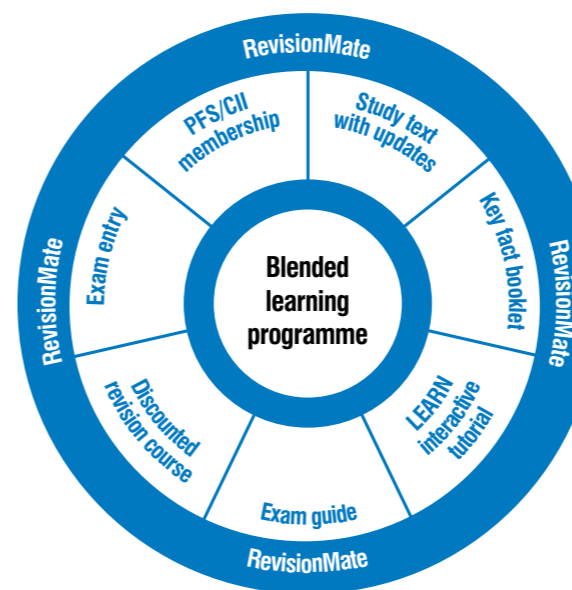 RevisionMate
PFS/CII
membership
Study text
with updates
Exam entry
Key fact booklet
RevisionMate
RevisionMate
Blended
learning
programme
Discounted
revision course
LEARN
interactive
tutorial
Exam guide
RevisionMate